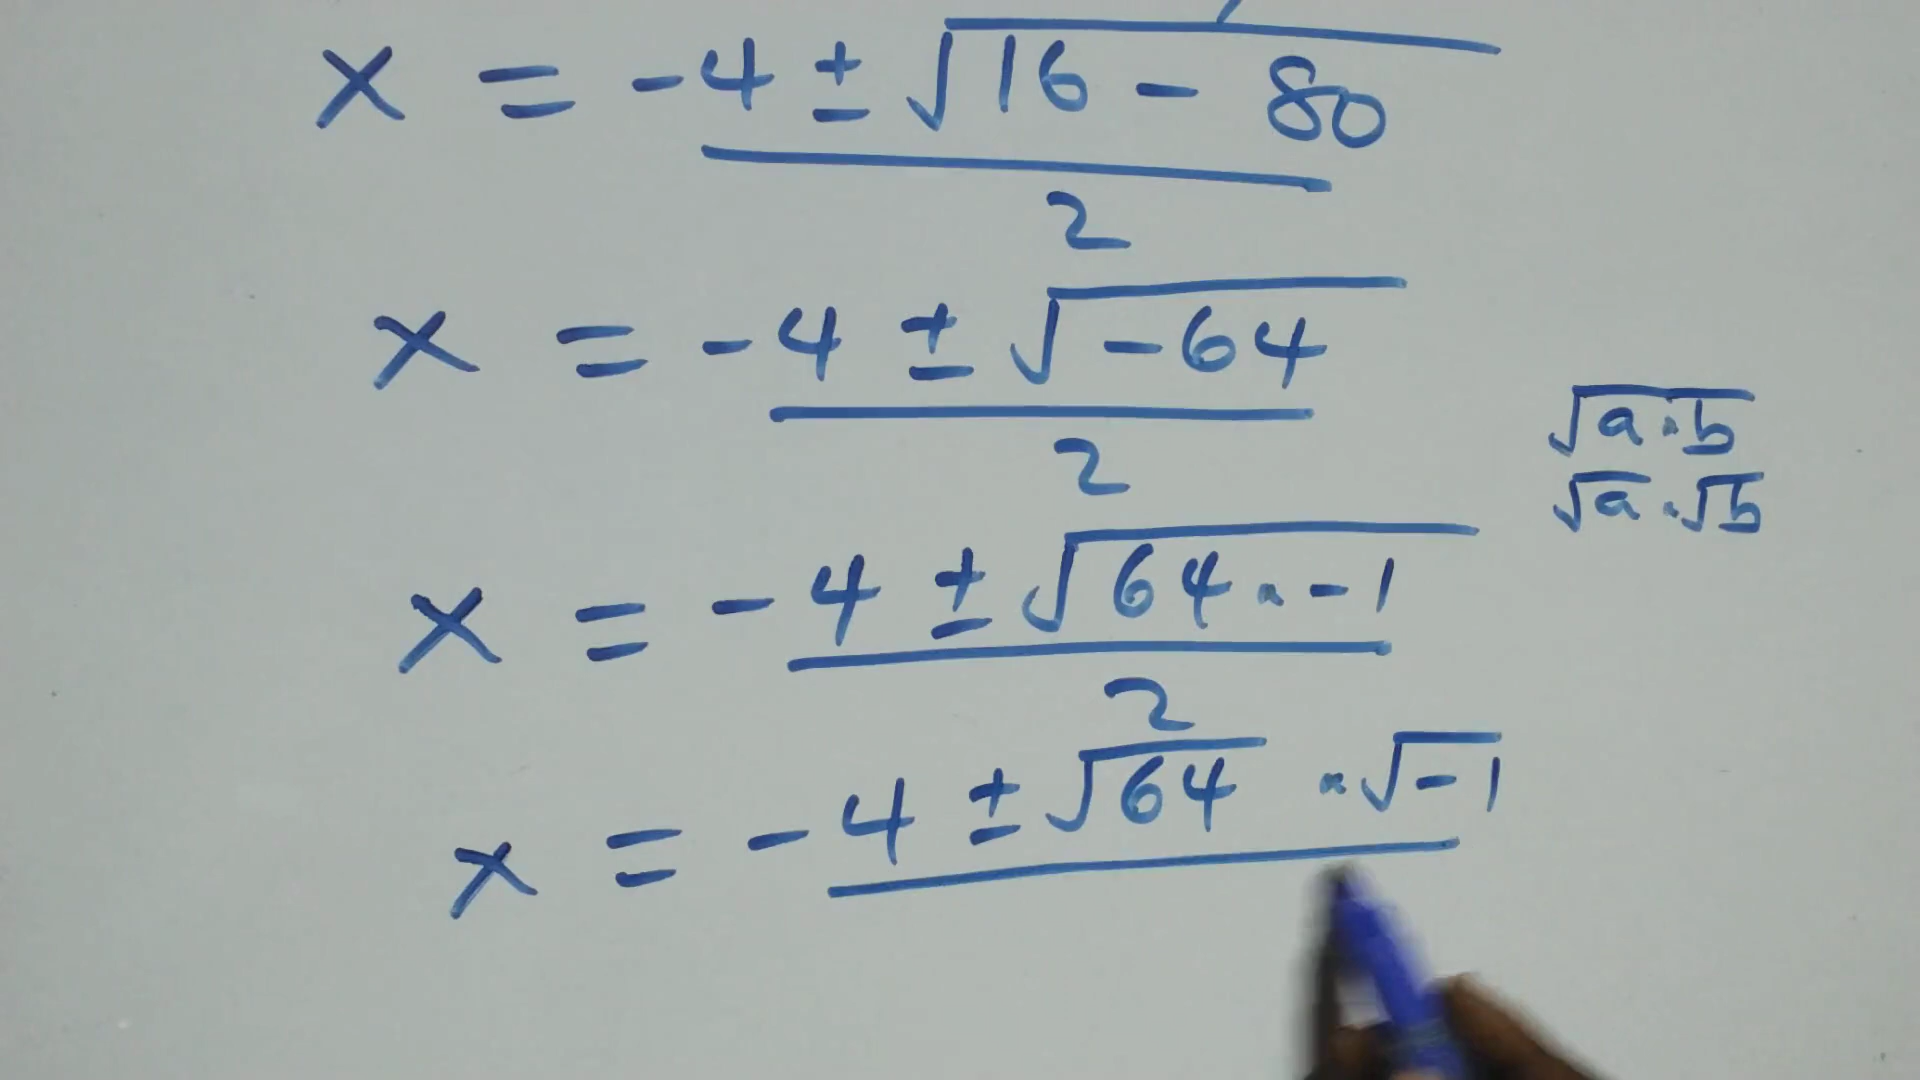 x = -4 ± √16 - 80
2
x = -4 ± √-64
2
√a·b
√a·√b
x = -4 ± √64·-1
2
x = -4 ± √64·√-1